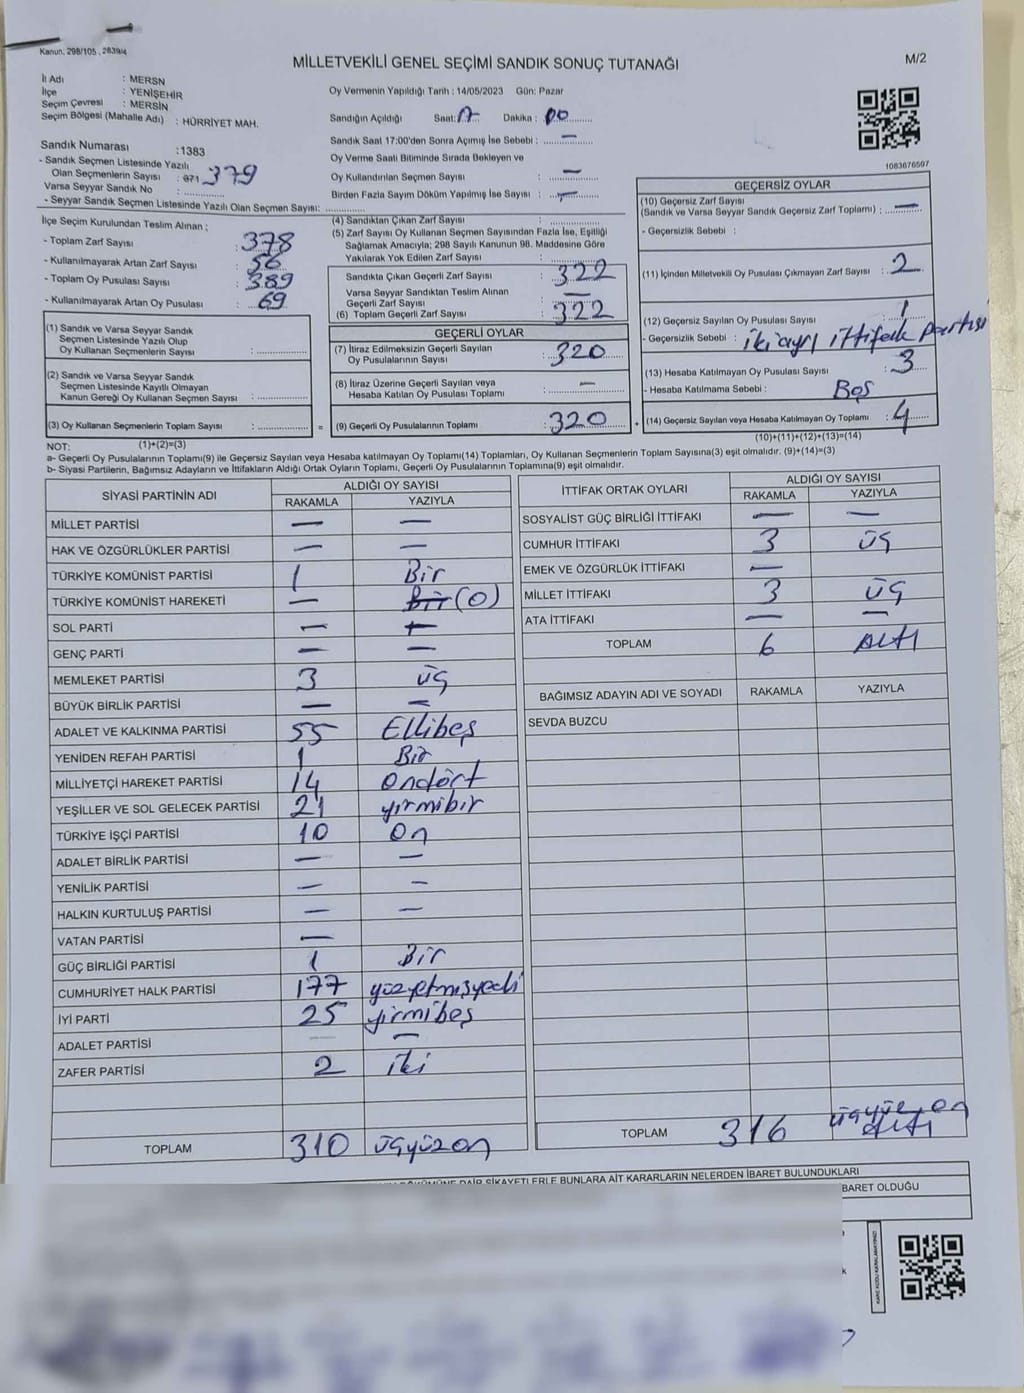 Kanun, 298/105, 2839/4
MİLLETVEKİLİ GENEL SEÇİMİ SANDIK SONUÇ TUTANAĞI
M/2
İl Adı : MERSN
İlçe : YENİŞEHİR
Seçim Çevresi : MERSİN
Seçim Bölgesi (Mahalle Adı) : HÜRRİYET MAH.
Sandık Numarası :1383
- Sandık Seçmen Listesinde Yazılı
Olan Seçmenlerin Sayısı : 371 379
Varsa Seyyar Sandık No :
- Seyyar Sandık Seçmen Listesinde Yazılı Olan Seçmen Sayısı:
Oy Vermenin Yapıldığı Tarih : 14/05/2023 Gün: Pazar
Sandığın Açıldığı Saat: 17 Dakika : 00
Sandık Saat 17:00'den Sonra Açımış İse Sebebi : —
Oy Verme Saati Bitiminde Sırada Bekleyen ve
Oy Kullandırılan Seçmen Sayısı : —
Birden Fazla Sayım Döküm Yapılmış İse Sayısı : —
1083676597
İlçe Seçim Kurulundan Teslim Alınan ;
- Toplam Zarf Sayısı : 378
- Kullanılmayarak Artan Zarf Sayısı : 56
- Toplam Oy Pusulası Sayısı : 389
- Kullanılmayarak Artan Oy Pusulası : 69
(4) Sandıktan Çıkan Zarf Sayısı :
(5) Zarf Sayısı Oy Kullanan Seçmen Sayısından Fazla İse, Eşitliği
Sağlamak Amacıyla; 298 Sayılı Kanunun 98. Maddesine Göre
Yakılarak Yok Edilen Zarf Sayısı :
Sandıkta Çıkan Geçerli Zarf Sayısı : 322
Varsa Seyyar Sandıktan Teslim Alınan
Geçerli Zarf Sayısı : —
(6) Toplam Geçerli Zarf Sayısı : 322
GEÇERSİZ OYLAR
(10) Geçersiz Zarf Sayısı
(Sandık ve Varsa Seyyar Sandık Geçersiz Zarf Toplamı) : —
- Geçersizlik Sebebi :
(11) İçinden Milletvekili Oy Pusulası Çıkmayan Zarf Sayısı : 2
(12) Geçersiz Sayılan Oy Pusulası Sayısı : 1
- Geçersizlik Sebebi : iki ayrı ittifak partisi
(13) Hesaba Katılmayan Oy Pusulası Sayısı : 3
- Hesaba Katılmama Sebebi : Boş
(14) Geçersiz Sayılan veya Hesaba Katılmayan Oy Toplamı : 4
(10)+(11)+(12)+(13)=(14)
(1) Sandık ve Varsa Seyyar Sandık
Seçmen Listesinde Yazılı Olup
Oy Kullanan Seçmenlerin Sayısı :
(2) Sandık ve Varsa Seyyar Sandık
Seçmen Listesinde Kayıtlı Olmayan
Kanun Gereği Oy Kullanan Seçmen Sayısı :
(3) Oy Kullanan Seçmenlerin Toplam Sayısı :
(1)+(2)=(3)
GEÇERLİ OYLAR
(7) İtiraz Edilmeksizin Geçerli Sayılan
Oy Pusulalarının Sayısı : 320
(8) İtiraz Üzerine Geçerli Sayılan veya
Hesaba Katılan Oy Pusulası Toplamı : —
= (9) Geçerli Oy Pusulalarının Toplamı : 320 +
NOT:
a- Geçerli Oy Pusulalarının Toplamı(9) ile Geçersiz Sayılan veya Hesaba Katılmayan Oy Toplamı(14) Toplamları, Oy Kullanan Seçmenlerin Toplam Sayısına(3) eşit olmalıdır. (9)+(14)=(3)
b- Siyasi Partilerin, Bağımsız Adayların ve İttifakların Aldığı Ortak Oyların Toplamı, Geçerli Oy Pusulalarının Toplamına(9) eşit olmalıdır.
SİYASİ PARTİNİN ADI ALDIĞI OY SAYISI
RAKAMLA YAZIYLA
MİLLET PARTİSİ — —
HAK VE ÖZGÜRLÜKLER PARTİSİ — —
TÜRKİYE KOMÜNİST PARTİSİ 1 Bir
TÜRKİYE KOMÜNİST HAREKETİ — Bir (0)
SOL PARTİ — —
GENÇ PARTİ — —
MEMLEKET PARTİSİ 3 üç
BÜYÜK BİRLİK PARTİSİ — —
ADALET VE KALKINMA PARTİSİ 55 Ellibeş
YENİDEN REFAH PARTİSİ 1 Bir
MİLLİYETÇİ HAREKET PARTİSİ 14 ondört
YEŞİLLER VE SOL GELECEK PARTİSİ 21 yirmibir
TÜRKİYE İŞÇİ PARTİSİ 10 On
ADALET BİRLİK PARTİSİ — —
YENİLİK PARTİSİ — —
HALKIN KURTULUŞ PARTİSİ — —
VATAN PARTİSİ —
GÜÇ BİRLİĞİ PARTİSİ 1 Bir
CUMHURİYET HALK PARTİSİ 177 yüzyetmişyedi
İYİ PARTİ 25 yirmibeş
ADALET PARTİSİ — —
ZAFER PARTİSİ 2 iki
TOPLAM 310 üçyüzon
İTTİFAK ORTAK OYLARI ALDIĞI OY SAYISI
RAKAMLA YAZIYLA
SOSYALİST GÜÇ BİRLİĞİ İTTİFAKI — —
CUMHUR İTTİFAKI 3 üç
EMEK VE ÖZGÜRLÜK İTTİFAKI —
MİLLET İTTİFAKI 3 üç
ATA İTTİFAKI — —
TOPLAM 6 Altı
BAĞIMSIZ ADAYIN ADI VE SOYADI RAKAMLA YAZIYLA
SEVDA BUZCU
TOPLAM 316 üçyüz on altı
DAİR ŞİKAYETLERLE BUNLARA AİT KARARLARIN NELERDEN İBARET BULUNDUKLARI
BARET OLDUĞU